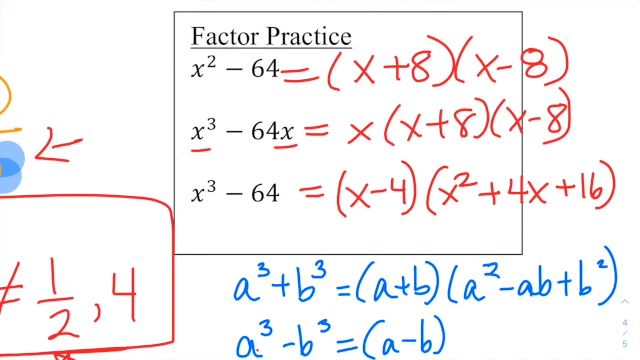 Factor Practice
x² − 64 = (x + 8)(x − 8)
x³ − 64x = x(x + 8)(x − 8)
x³ − 64 = (x − 4)(x² + 4x + 16)
≠ 1/2, 4
a³ + b³ = (a + b)(a² − ab + b²)
a³ − b³ = (a − b)
4
5